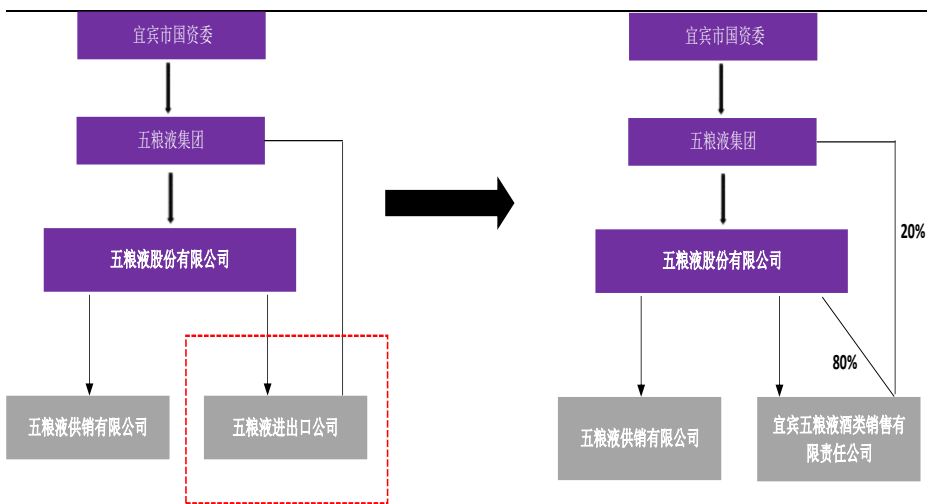 宜宾市国资委
五粮液集团
五粮液股份有限公司
五粮液供销有限公司
五粮液进出口公司
宜宾市国资委
五粮液集团
20%
五粮液股份有限公司
80%
五粮液供销有限公司
宜宾五粮液酒类销售有
限责任公司